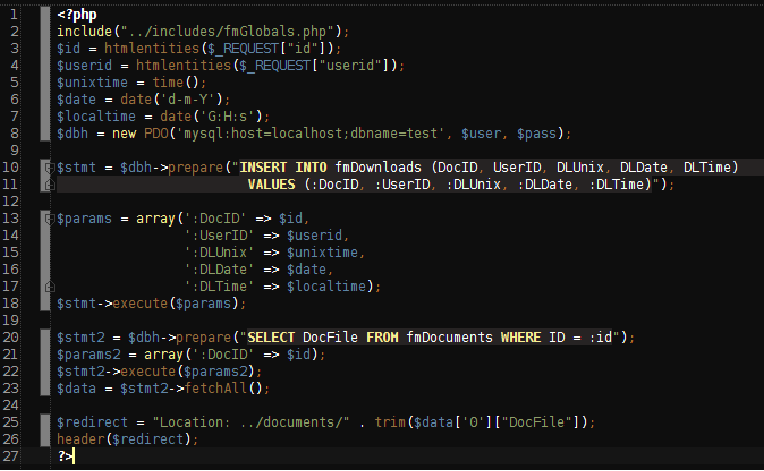 1 <?php
2 include("../includes/fmGlobals.php");
3 $id = htmlentities($_REQUEST["id"]);
4 $userid = htmlentities($_REQUEST["userid"]);
5 $unixtime = time();
6 $date = date('d-m-Y');
7 $localtime = date('G:H:s');
8 $dbh = new PDO('mysql:host=localhost;dbname=test', $user, $pass);
9
10 $stmt = $dbh->prepare("INSERT INTO fmDownloads (DocID, UserID, DLUnix, DLDate, DLTime)
11 VALUES (:DocID, :UserID, :DLUnix, :DLDate, :DLTime)");
12
13 $params = array(':DocID' => $id,
14 ':UserID' => $userid,
15 ':DLUnix' => $unixtime,
16 ':DLDate' => $date,
17 ':DLTime' => $localtime);
18 $stmt->execute($params);
19
20 $stmt2 = $dbh->prepare("SELECT DocFile FROM fmDocuments WHERE ID = :id");
21 $params2 = array(':DocID' => $id);
22 $stmt2->execute($params2);
23 $data = $stmt2->fetchAll();
24
25 $redirect = "Location: ../documents/" . trim($data['0']["DocFile"]);
26 header($redirect);
27 ?>